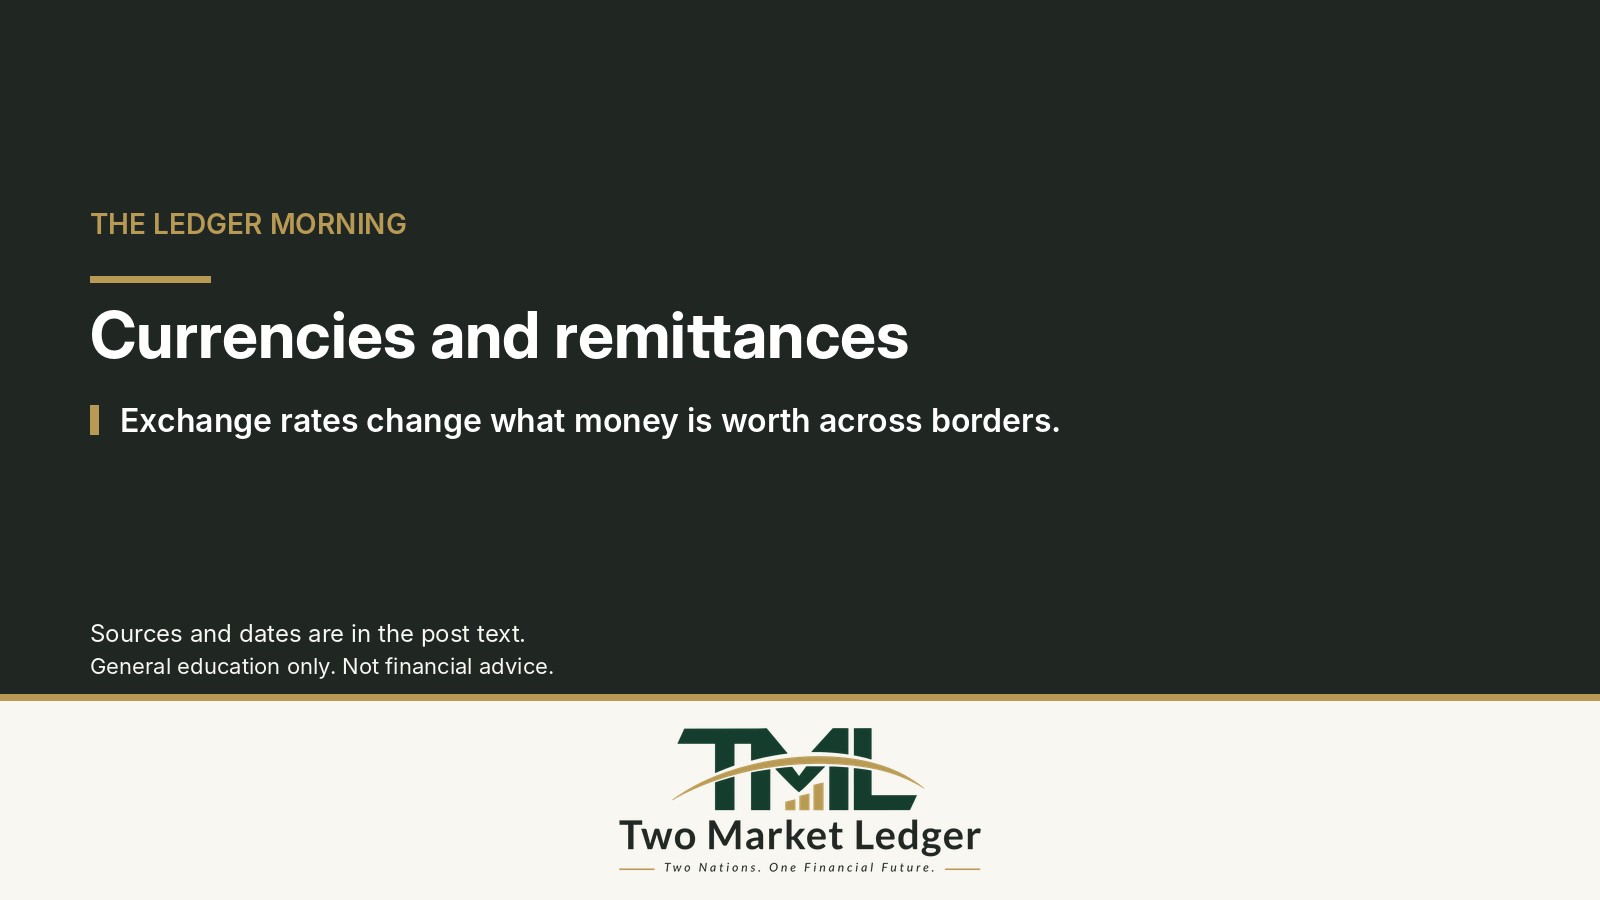 THE LEDGER MORNING
Currencies and remittances
Exchange rates change what money is worth across borders.
Sources and dates are in the post text.
General education only. Not financial advice.
TML
Two Market Ledger
Two Nations. One Financial Future.